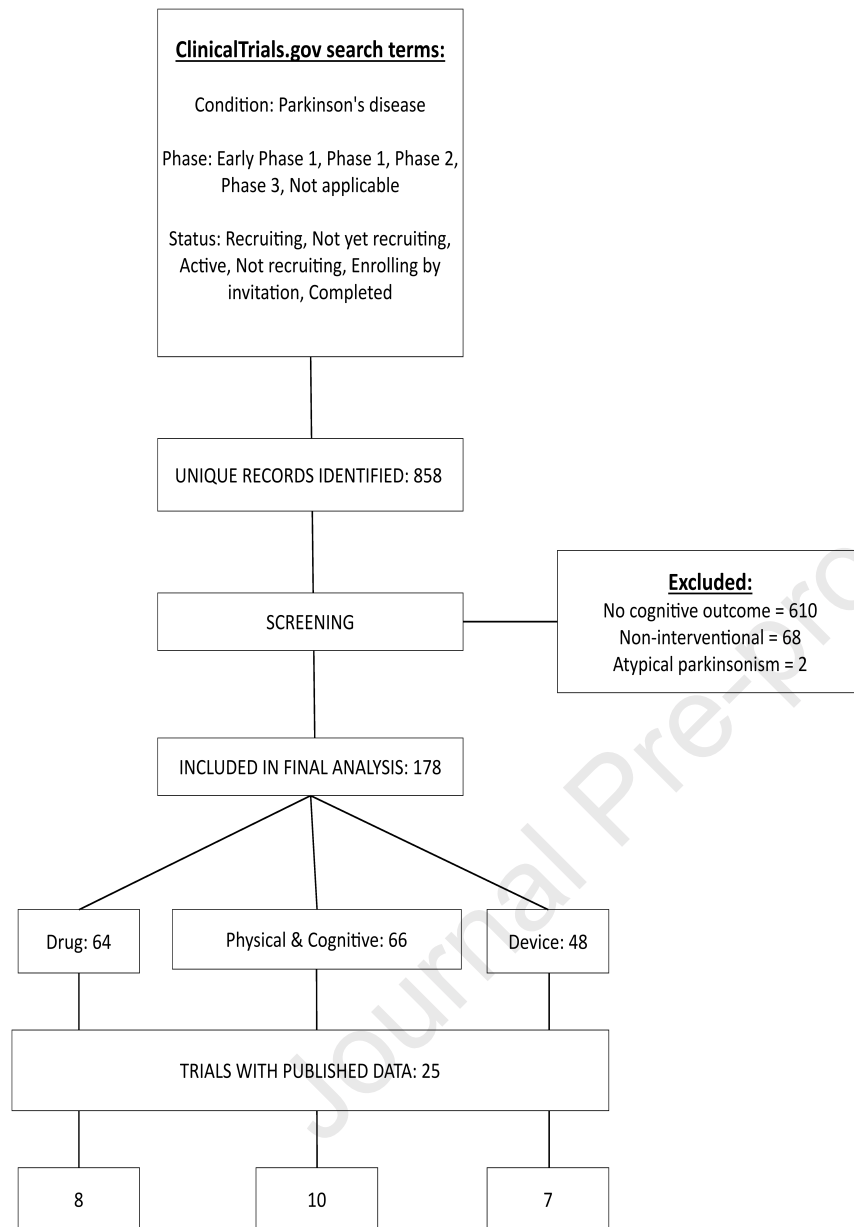 ClinicalTrials.gov search terms:
Condition: Parkinson's disease
Phase: Early Phase 1, Phase 1, Phase 2,
Phase 3, Not applicable
Status: Recruiting, Not yet recruiting,
Active, Not recruiting, Enrolling by
invitation, Completed
UNIQUE RECORDS IDENTIFIED: 858
SCREENING
Excluded:
No cognitive outcome = 610
Non-interventional = 68
Atypical parkinsonism = 2
INCLUDED IN FINAL ANALYSIS: 178
Drug: 64
Physical & Cognitive: 66
Device: 48
TRIALS WITH PUBLISHED DATA: 25
8
10
7
Journal Pre-pro